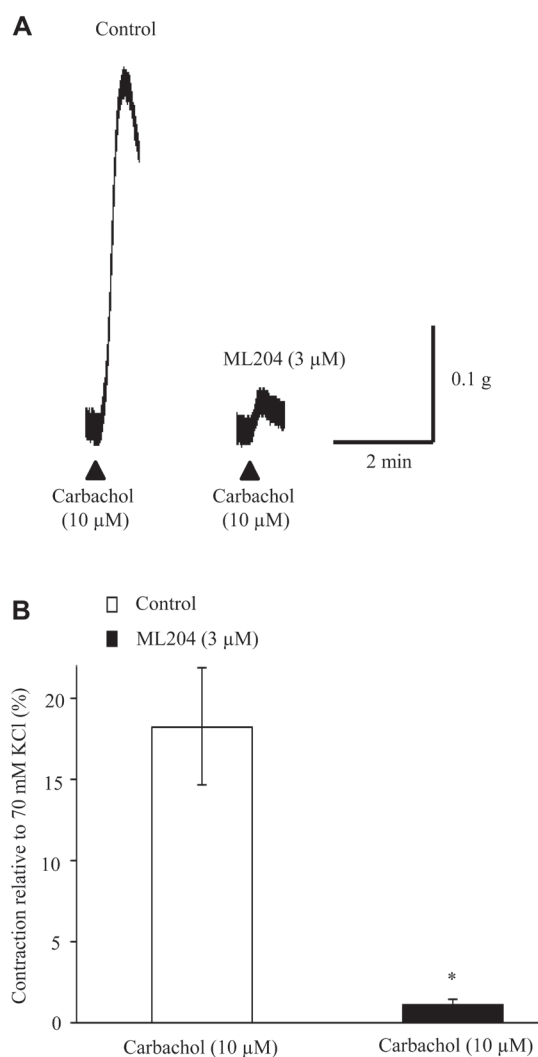 A
Control
ML204 (3 µM)
0.1 g
2 min
Carbachol
(10 µM)
Carbachol
(10 µM)
B
Control
ML204 (3 µM)
Contraction relative to 70 mM KCl (%)
20
15
10
5
0
*
Carbachol (10 µM)
Carbachol (10 µM)